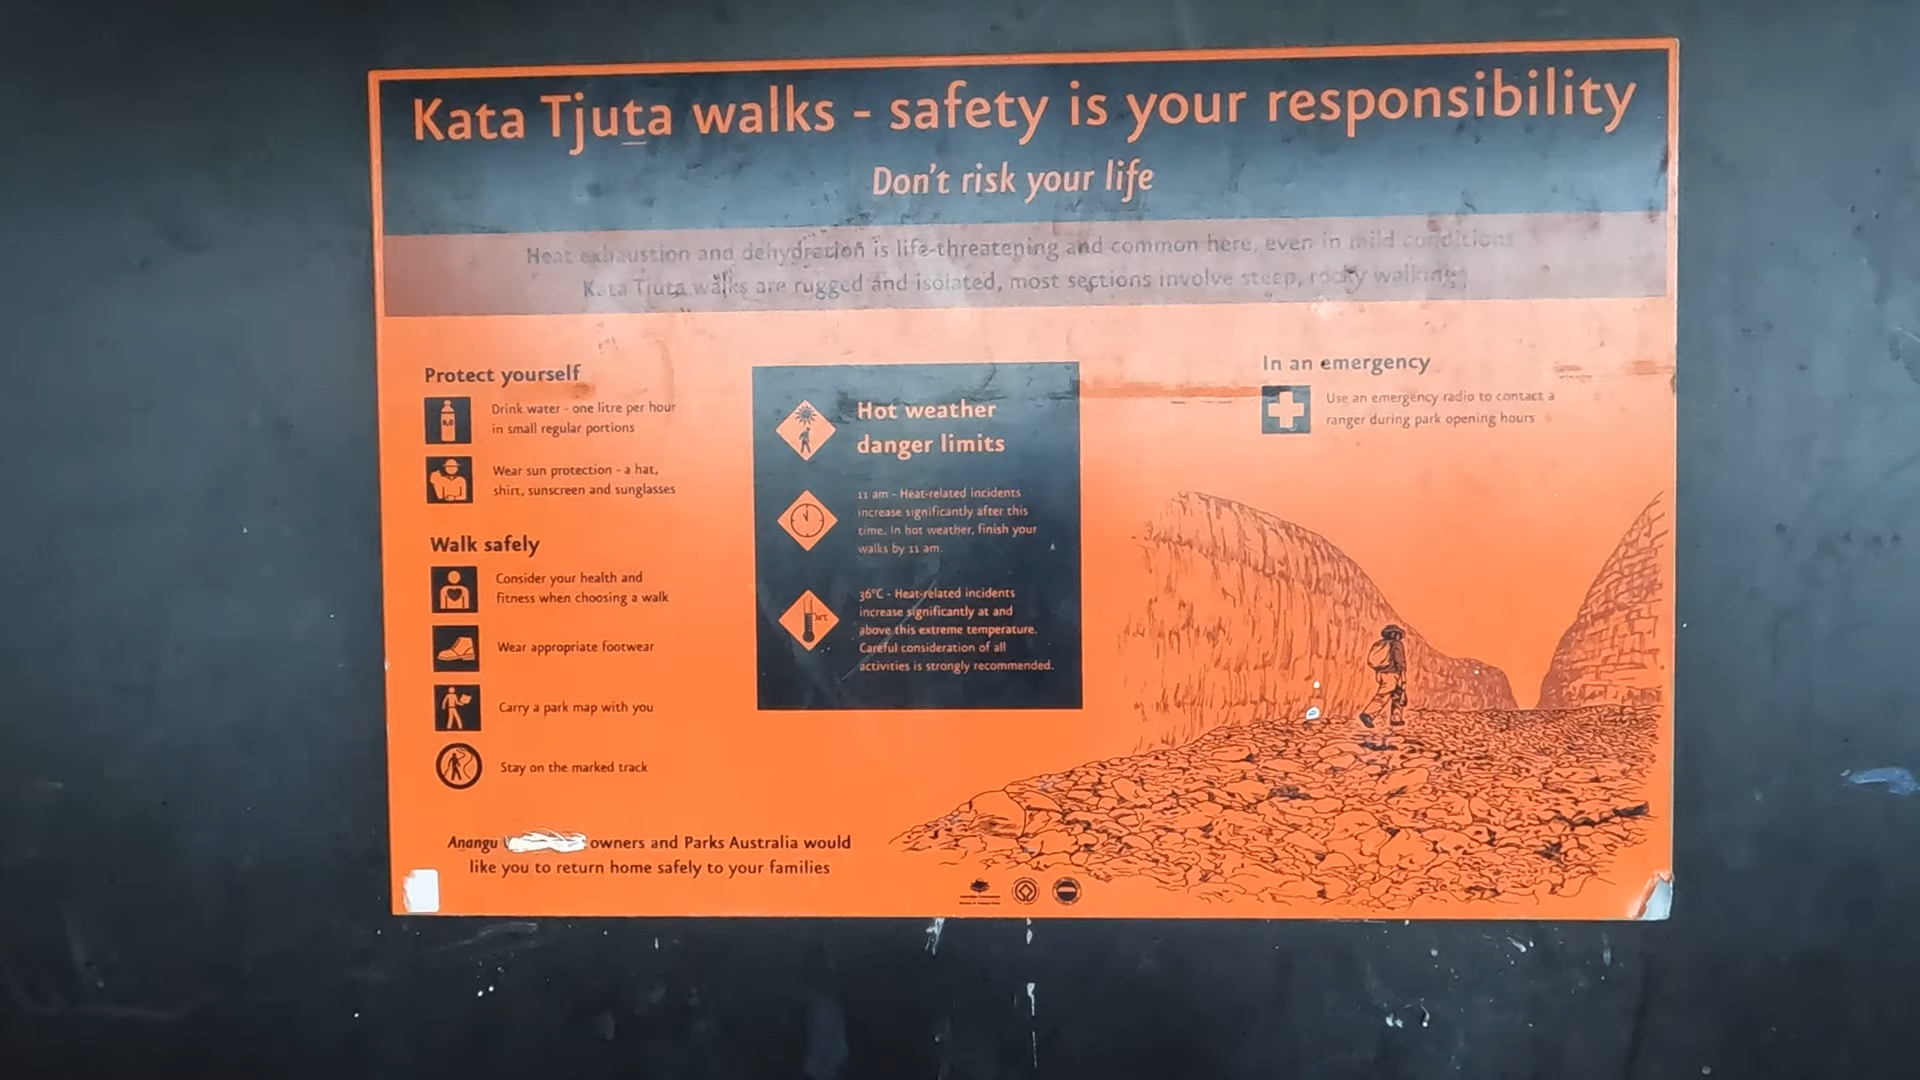 Kata Tjuṯa walks - safety is your responsibility
Don't risk your life
Heat exhaustion and dehydration is life-threatening and common here, even in mild conditions
Kata Tjuṯa walks are rugged and isolated, most sections involve steep, rocky walking
Protect yourself
Drink water - one litre per hour
in small regular portions
Wear sun protection - a hat,
shirt, sunscreen and sunglasses
Walk safely
Consider your health and
fitness when choosing a walk
Wear appropriate footwear
Carry a park map with you
Stay on the marked track
Hot weather
danger limits
11 am - Heat-related incidents
increase significantly after this
time. In hot weather, finish your
walks by 11 am.
36°C - Heat-related incidents
increase significantly at and
above this extreme temperature.
Careful consideration of all
activities is strongly recommended.
In an emergency
Use an emergency radio to contact a
ranger during park opening hours
Anangu owners and Parks Australia would
like you to return home safely to your families